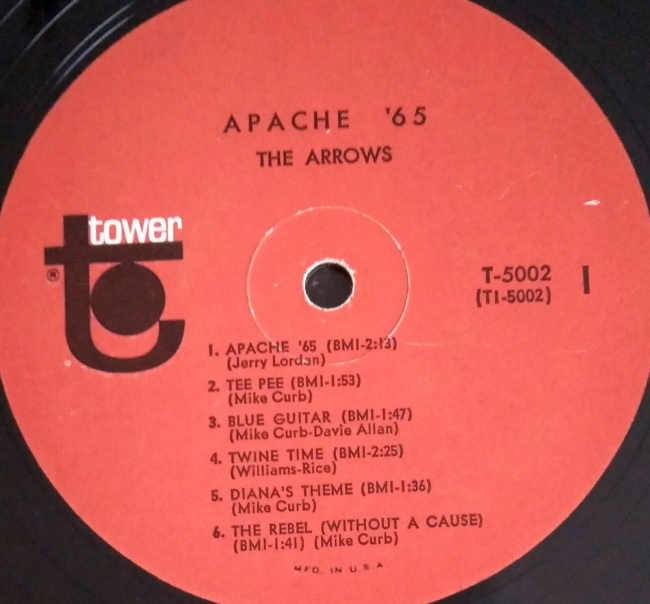 APACHE '65
THE ARROWS
tower
t
®
T-5002 I
(T1-5002)
1. APACHE '65 (BMI-2:13)
(Jerry Lordan)
2. TEE PEE (BMI-1:53)
(Mike Curb)
3. BLUE GUITAR (BMI-1:47)
(Mike Curb-Davie Allan)
4. TWINE TIME (BMI-2:25)
(Williams-Rice)
5. DIANA'S THEME (BMI-1:36)
(Mike Curb)
6. THE REBEL (WITHOUT A CAUSE)
(BMI-1:41) (Mike Curb)
MFD. IN U.S.A.